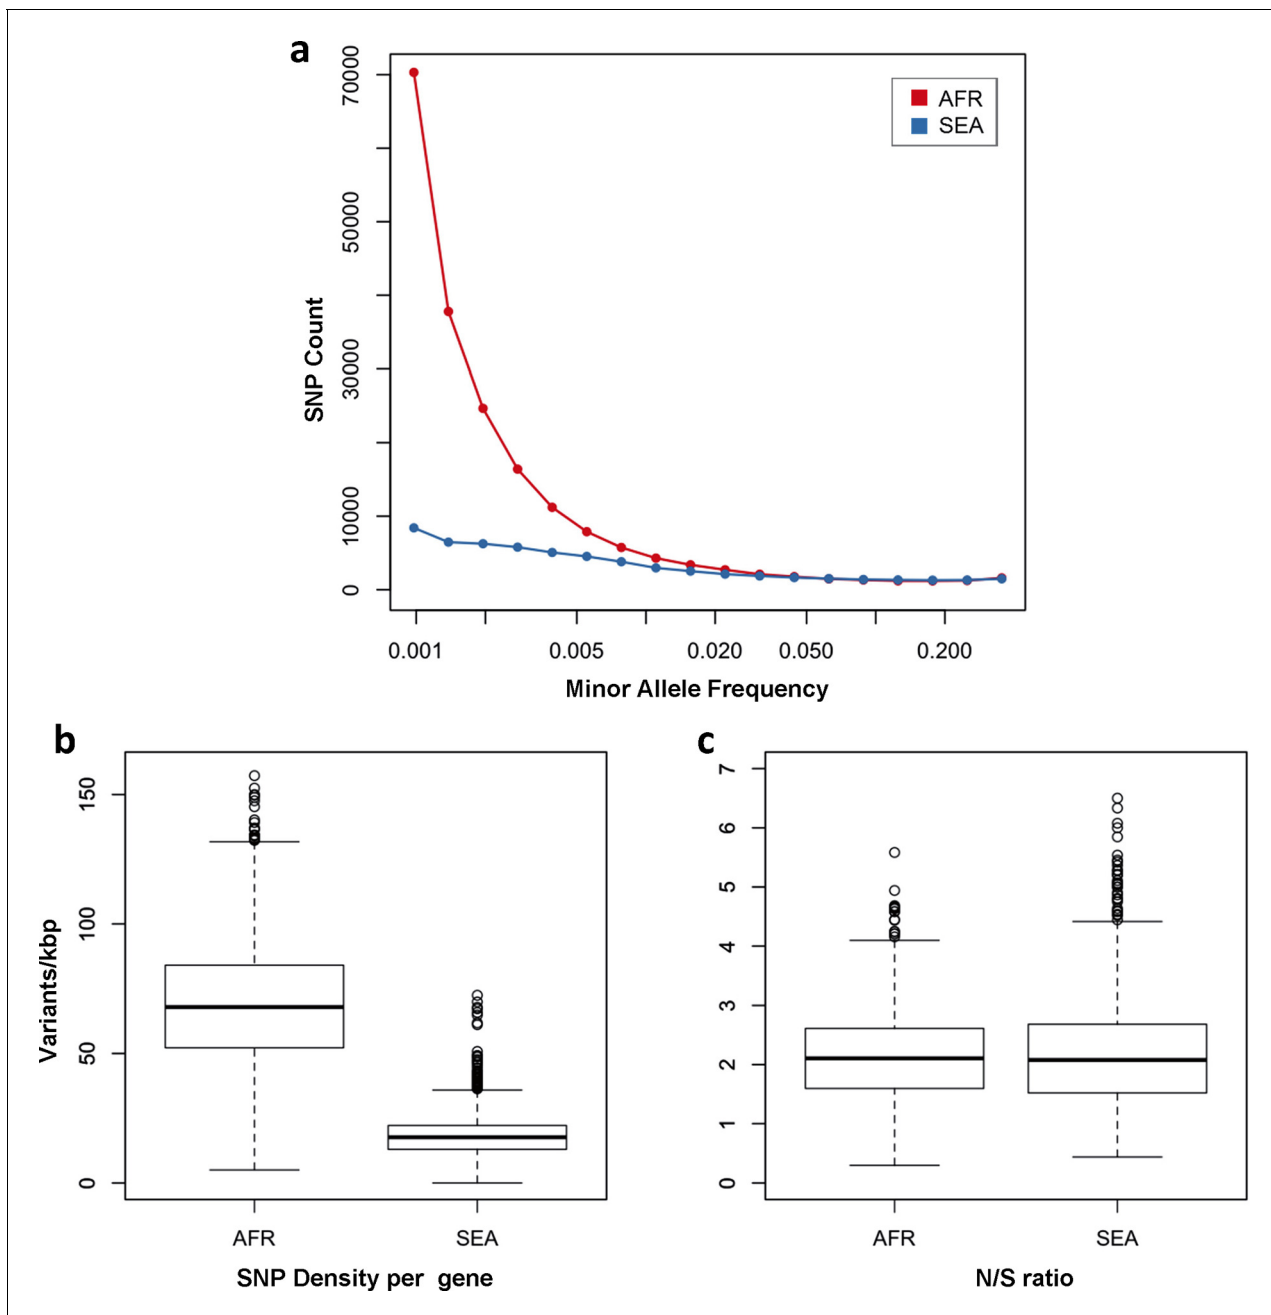 a
70000
50000
30000
10000
0
SNP Count
AFR
SEA
0.001 0.005 0.020 0.050 0.200
Minor Allele Frequency
b
150
100
50
0
Variants/kbp
AFR SEA
SNP Density per gene
c
7
6
5
4
3
2
1
0
AFR SEA
N/S ratio